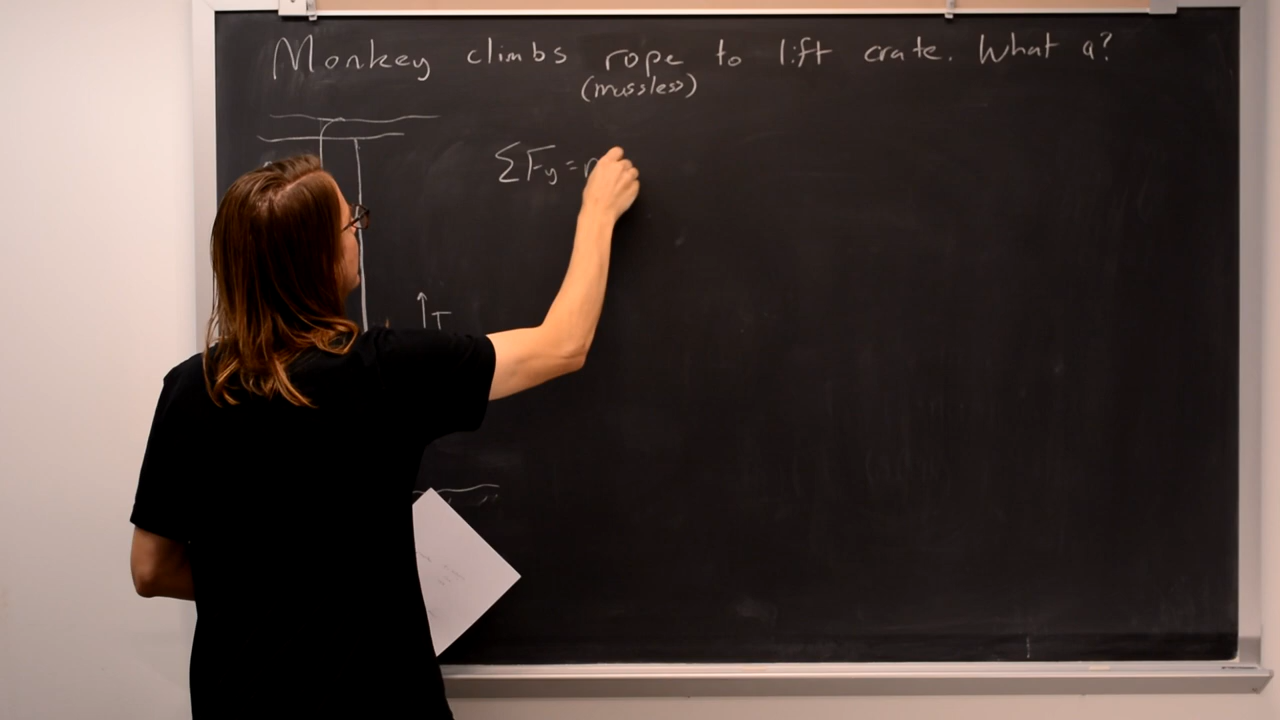 Monkey climbs rope to lift crate. What a?
(massless)
ΣFy =
T